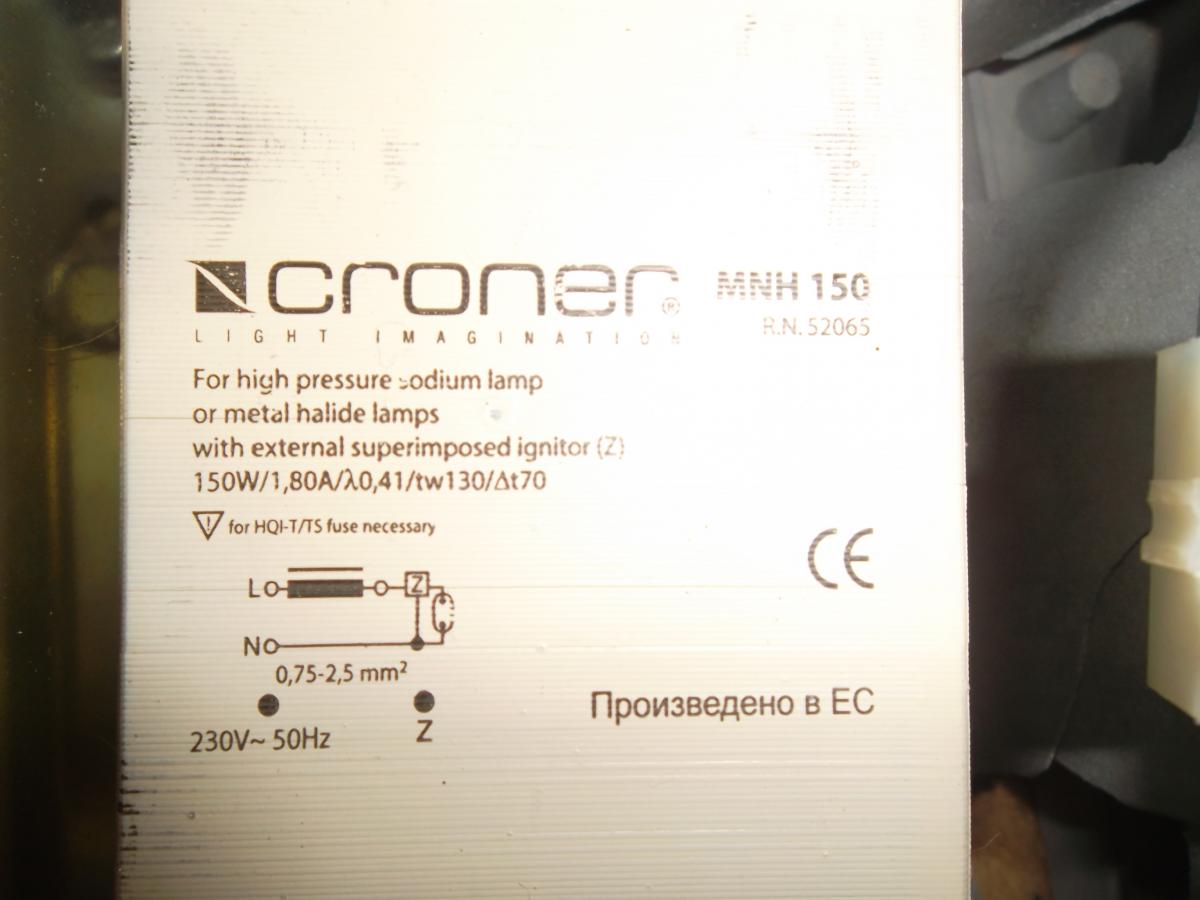 croner®
MNH 150
LIGHT IMAGINATION
R.N. 52065
For high pressure sodium lamp
or metal halide lamps
with external superimposed ignitor (Z)
150W/1,80A/λ0,41/tw130/Δt70
! for HQI-T/TS fuse necessary
CE
L
Z
N
0,75-2,5 mm²
Произведено в ЕС
230V~ 50Hz
Z